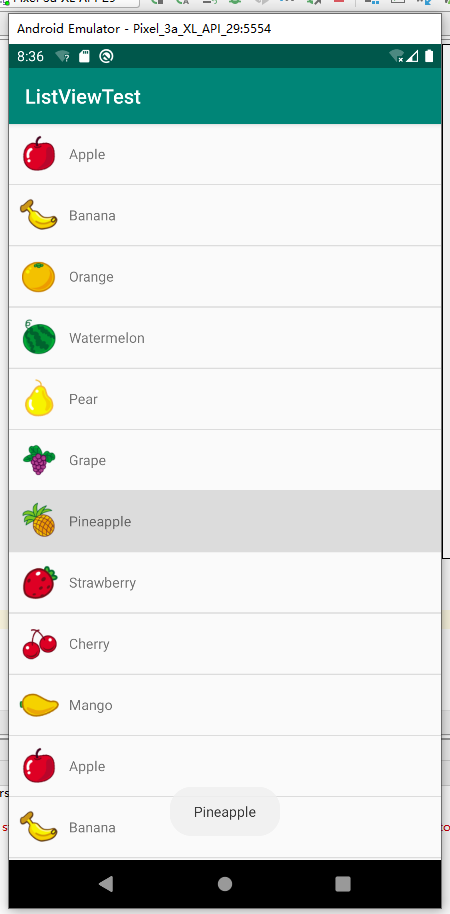 Android Emulator - Pixel_3a_XL_API_29:5554
8:36
ListViewTest
Apple
Banana
Orange
Watermelon
Pear
Grape
Pineapple
Strawberry
Cherry
Mango
Apple
Banana
Pineapple